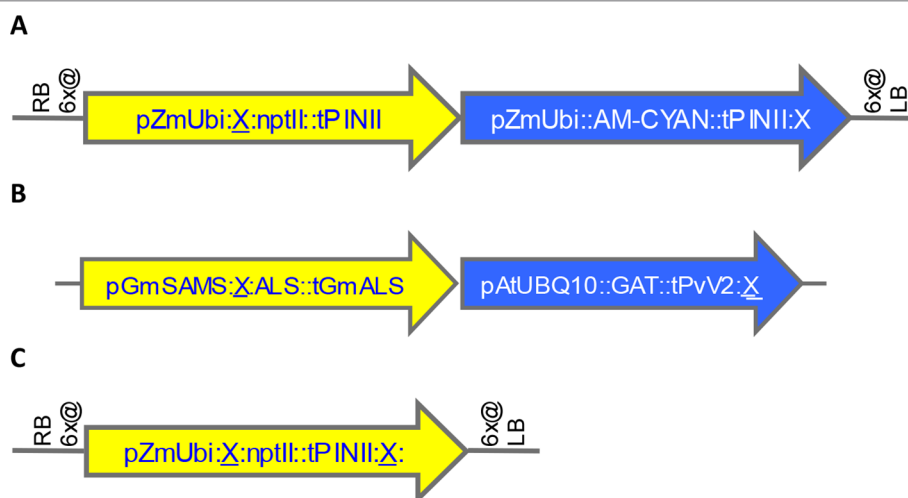 A
RB
6x@
pZmUbi:X:nptII::tPINII
pZmUbi::AM-CYAN::tPINII:X
6x@
LB
B
pGmSAMS:X:ALS::tGmALS
pAtUBQ10::GAT::tPvV2:X
C
RB
6x@
pZmUbi:X:nptII::tPINII:X:
6x@
LB